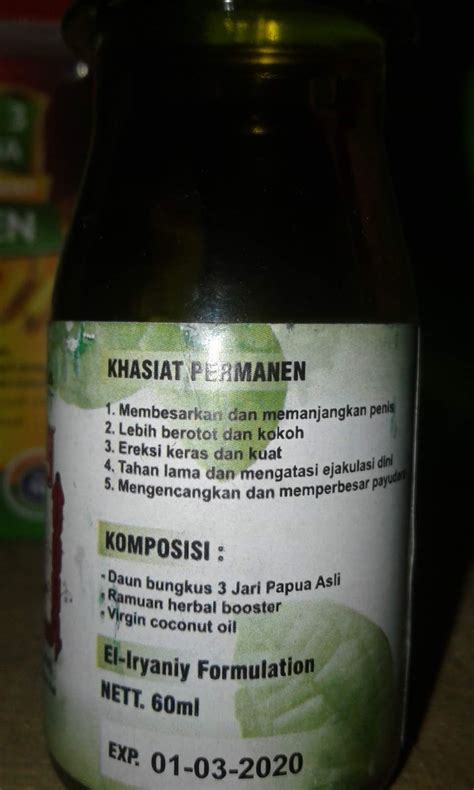 3
EN
KHASIAT PERMANEN
1. Membesarkan dan memanjangkan penis
2. Lebih berotot dan kokoh
3. Ereksi keras dan kuat
4. Tahan lama dan mengatasi ejakulasi dini
5. Mengencangkan dan memperbesar payudara
KOMPOSISI :
- Daun bungkus 3 Jari Papua Asli
- Ramuan herbal booster
- Virgin coconut oil
El-Iryaniy Formulation
NETT. 60ml
EXP. 01-03-2020